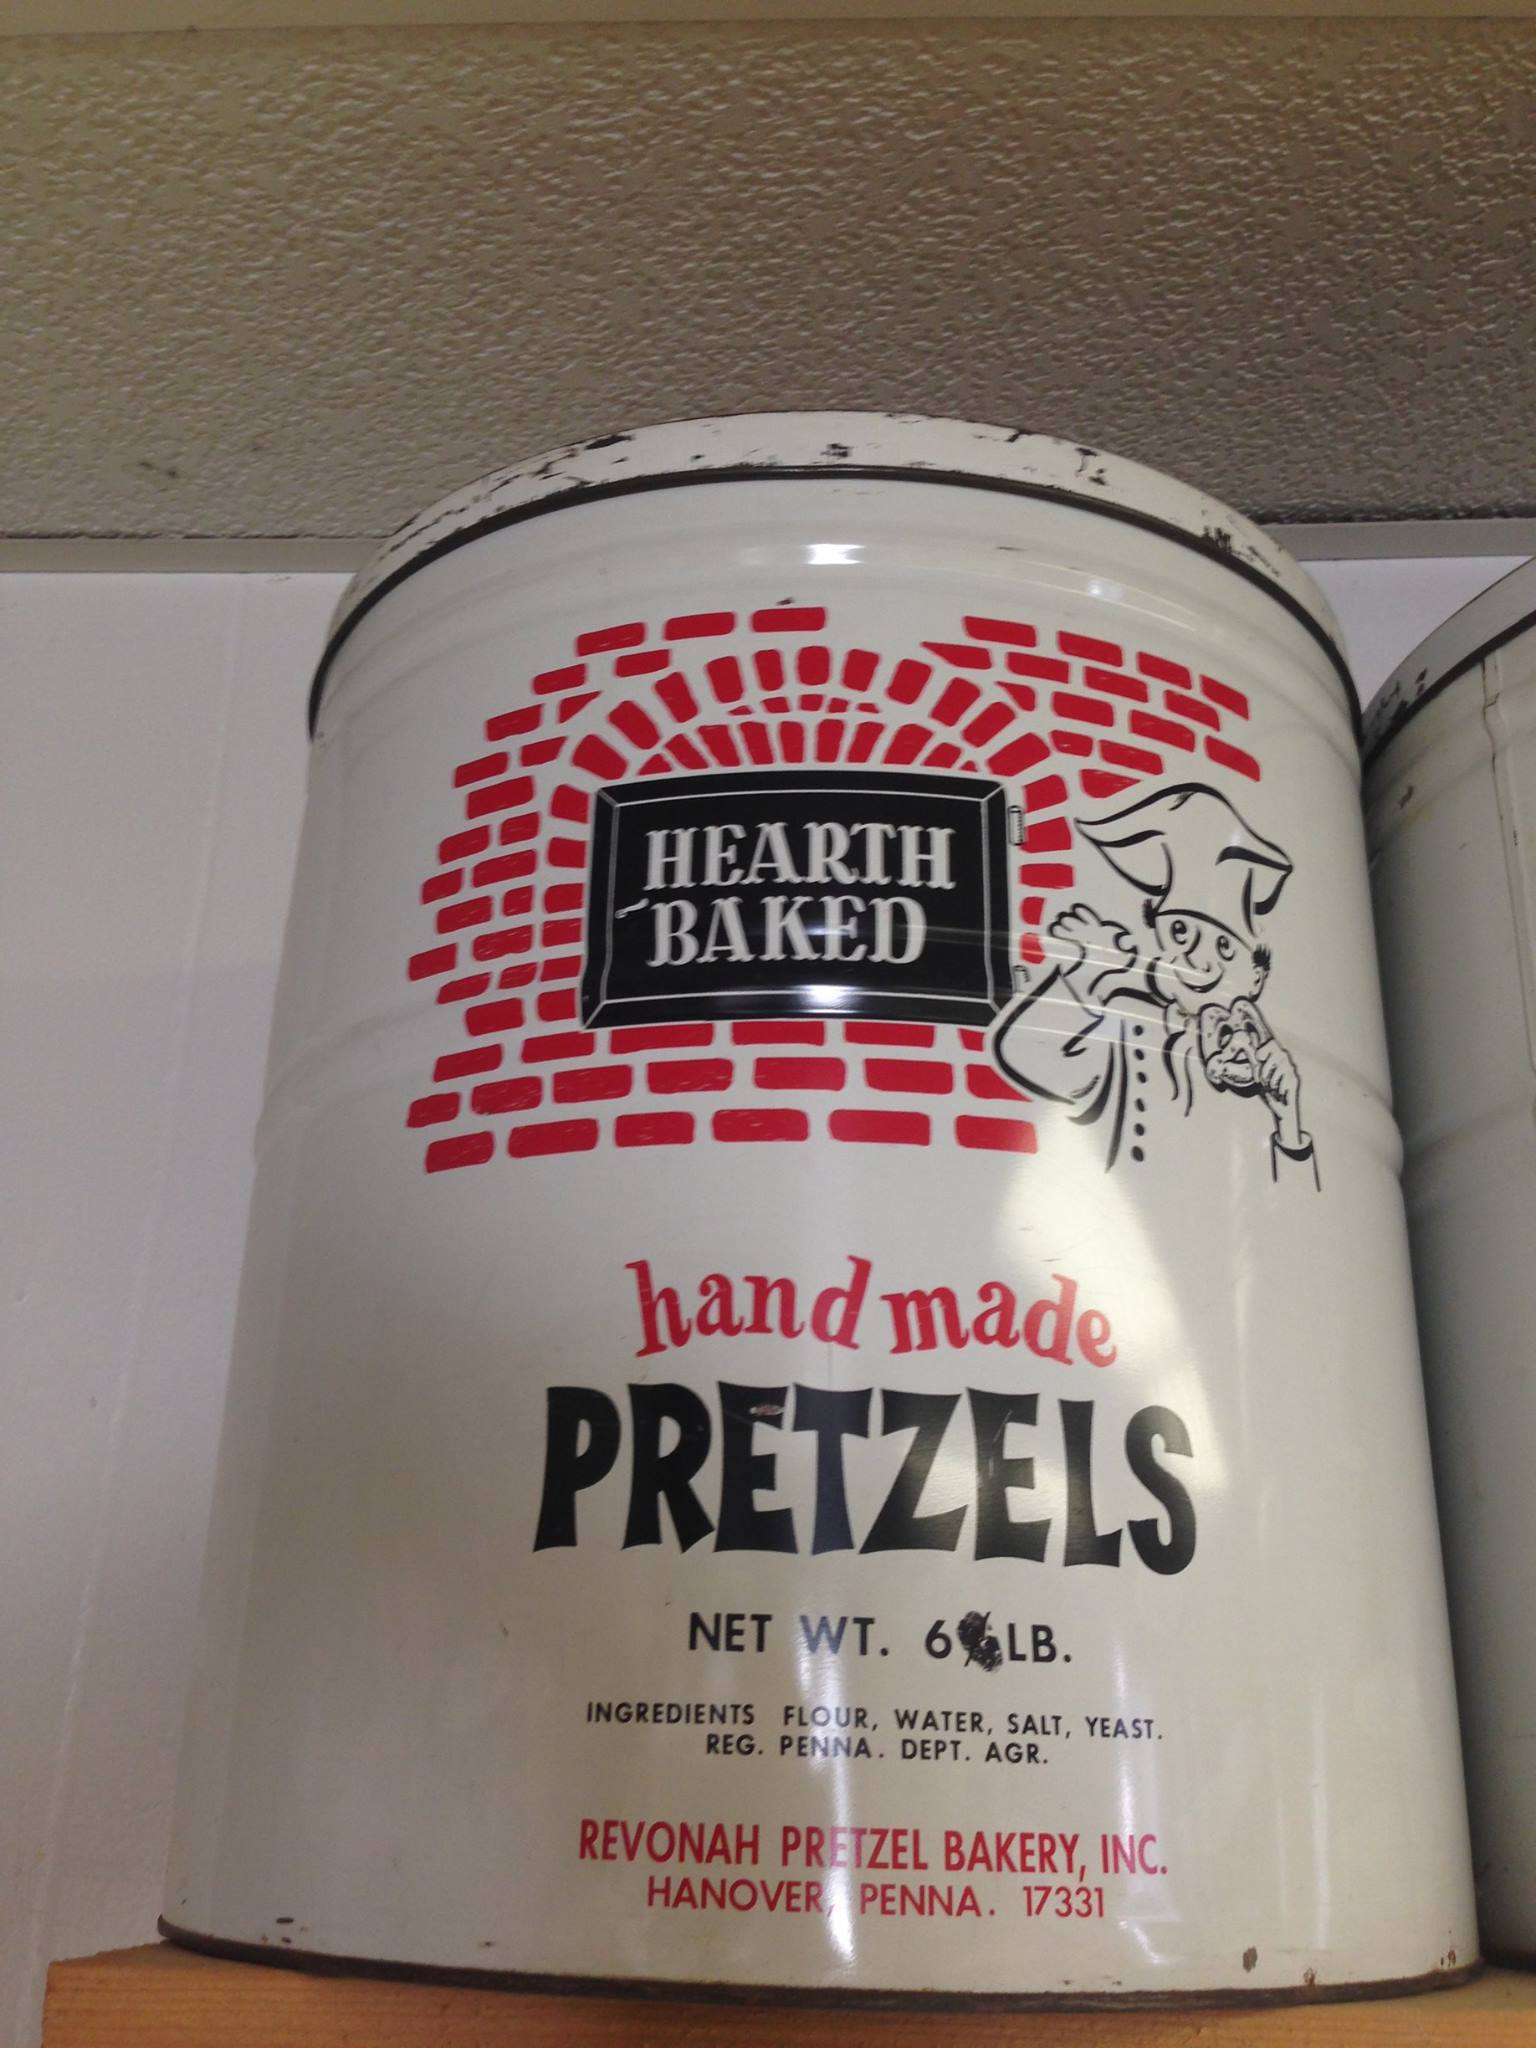 HEARTH
BAKED
hand made
PRETZELS
NET WT. 6 LB.
INGREDIENTS FLOUR, WATER, SALT, YEAST.
REG. PENNA. DEPT. AGR.
REVONAH PRETZEL BAKERY, INC.
HANOVER, PENNA. 17331